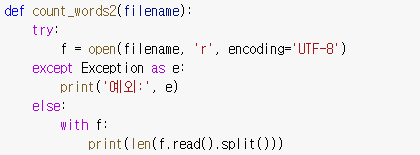 def count_words2(filename):
    try:
        f = open(filename, 'r', encoding='UTF-8')
    except Exception as e:
        print('예외:', e)
    else:
        with f:
            print(len(f.read().split()))